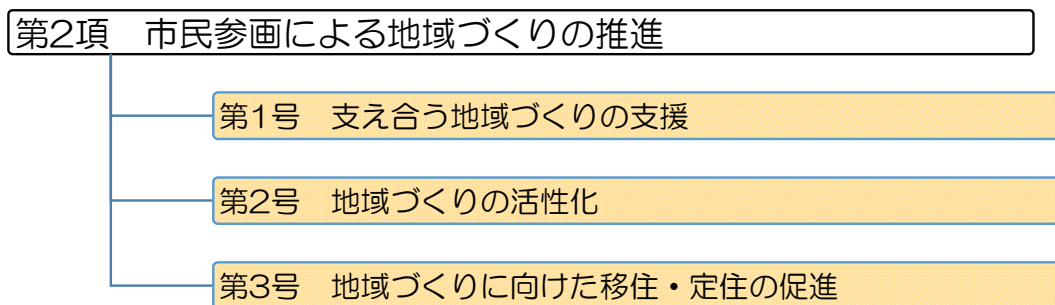 第2項　市民参画による地域づくりの推進
第1号　支え合う地域づくりの支援
第2号　地域づくりの活性化
第3号　地域づくりに向けた移住・定住の促進